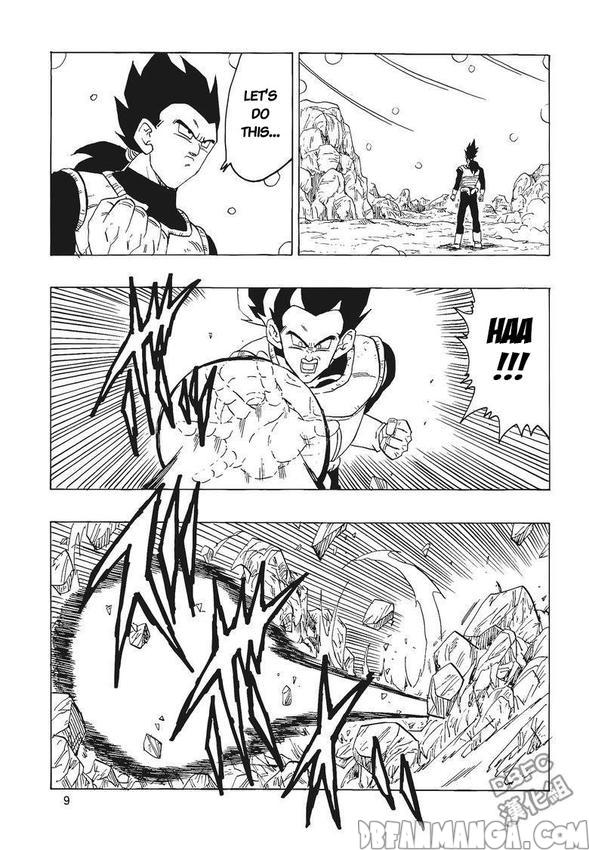 LET'S
DO
THIS...
HAA
!!!
9
DBFC
漢化組
DBFANMANGA.COM